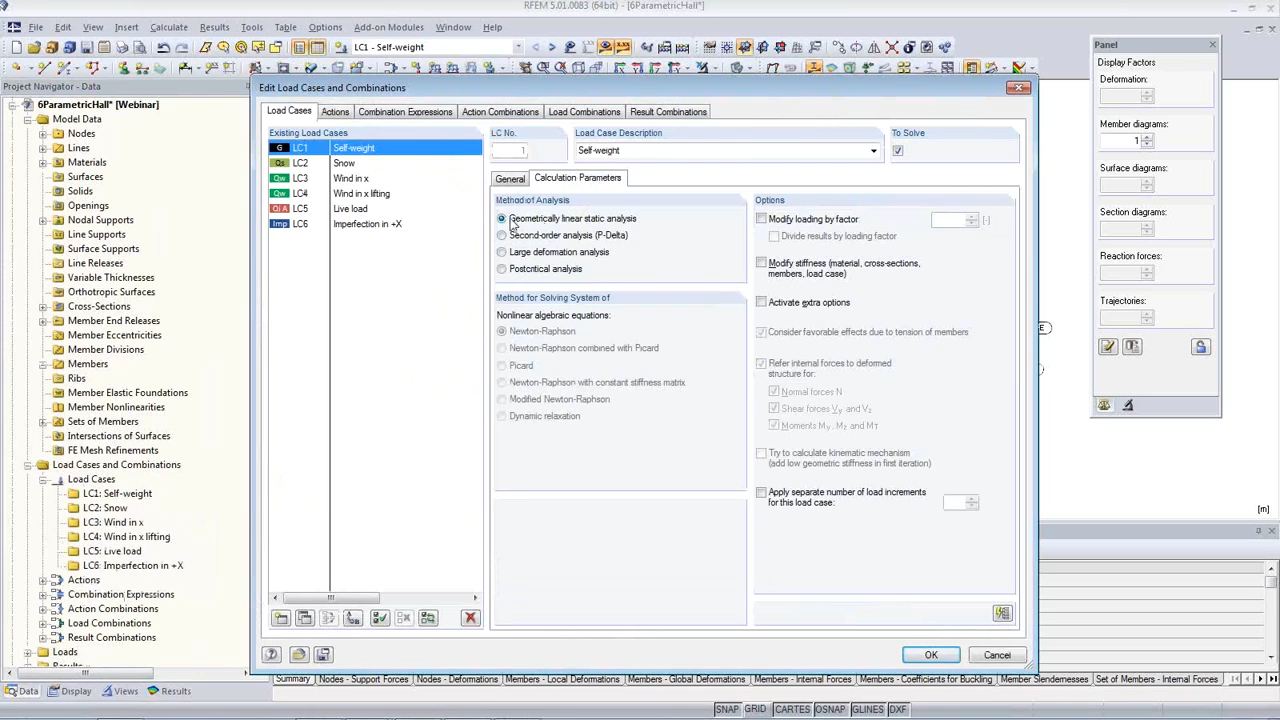 RFEM 5.01.0083 (64bit) - [6ParametricHall*]
File Edit View Insert Calculate Results Tools Table Options Add-on Modules Window Help
LC1 - Self-weight
Project Navigator - Data
6ParametricHall* [Webinar]
Model Data
Nodes
Lines
Materials
Surfaces
Solids
Openings
Nodal Supports
Line Supports
Surface Supports
Line Releases
Variable Thicknesses
Orthotropic Surfaces
Cross-Sections
Member End Releases
Member Eccentricities
Member Divisions
Members
Ribs
Member Elastic Foundations
Member Nonlinearities
Sets of Members
Intersections of Surfaces
FE Mesh Refinements
Load Cases and Combinations
Load Cases
LC1: Self-weight
LC2: Snow
LC3: Wind in x
LC4: Wind in x lifting
LC5: Live load
LC6: Imperfection in +X
Actions
Combination Expressions
Action Combinations
Load Combinations
Result Combinations
Loads
Results
Data Display Views Results
Edit Load Cases and Combinations
Load Cases Actions Combination Expressions Action Combinations Load Combinations Result Combinations
Existing Load Cases
G LC1 Self-weight
Qs LC2 Snow
Qw LC3 Wind in x
Qw LC4 Wind in x lifting
Qi A LC5 Live load
Imp LC6 Imperfection in +X
LC No.
1
Load Case Description
Self-weight
To Solve
General Calculation Parameters
Method of Analysis
Geometrically linear static analysis
Second-order analysis (P-Delta)
Large deformation analysis
Postcritical analysis
Method for Solving System of
Nonlinear algebraic equations:
Newton-Raphson
Newton-Raphson combined with Picard
Picard
Newton-Raphson with constant stiffness matrix
Modified Newton-Raphson
Dynamic relaxation
Options
Modify loading by factor [-]
Divide results by loading factor
Modify stiffness (material, cross-sections,
members, load case)
Activate extra options
Consider favorable effects due to tension of members
Refer internal forces to deformed
structure for:
Normal forces N
Shear forces Vy and Vz
Moments My, Mz and MT
Try to calculate kinematic mechanism
(add low geometric stiffness in first iteration)
Apply separate number of load increments
for this load case:
OK Cancel
Panel
Display Factors
Deformation:
Member diagrams:
1
Surface diagrams:
Section diagrams:
Reaction forces:
Trajectories:
E
[m]
Summary Nodes - Support Forces Nodes - Deformations Members - Local Deformations Members - Global Deformations Members - Internal Forces Members - Coefficients for Buckling Member Slendernesses Set of Members - Internal Forces
SNAP GRID CARTES OSNAP GLINES DXF